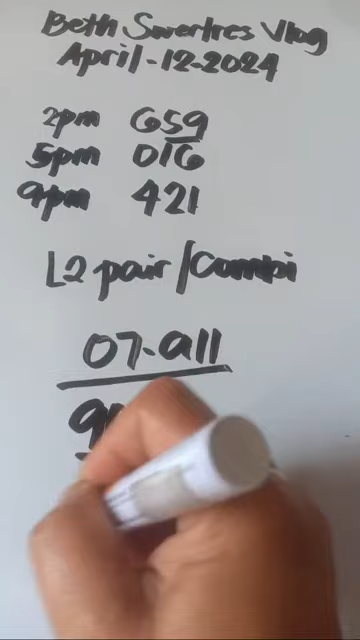 Beth Swertres Vlog
April-12-2024
2pm 659
5pm 016
9pm 421
L2 pair/Combi
07-all